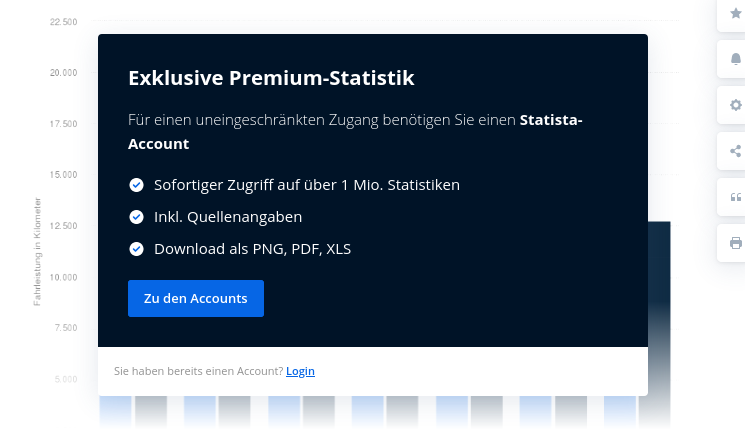 22.500
20.000
17.500
15.000
12.500
10.000
7.500
5.000
Fahrleistung in Kilometer
Exklusive Premium-Statistik
Für einen uneingeschränkten Zugang benötigen Sie einen Statista-
Account
Sofortiger Zugriff auf über 1 Mio. Statistiken
Inkl. Quellenangaben
Download als PNG, PDF, XLS
Zu den Accounts
Sie haben bereits einen Account? Login